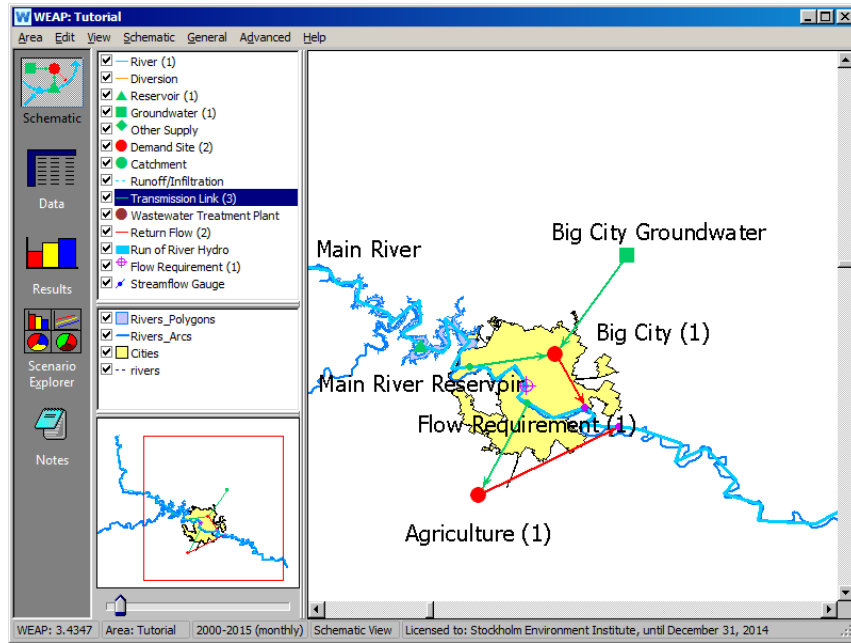 WEAP: Tutorial
Area Edit View Schematic General Advanced Help
Schematic
Data
Results
Scenario
Explorer
Notes
River (1)
Diversion
Reservoir (1)
Groundwater (1)
Other Supply
Demand Site (2)
Catchment
Runoff/Infiltration
Transmission Link (3)
Wastewater Treatment Plant
Return Flow (2)
Run of River Hydro
Flow Requirement (1)
Streamflow Gauge
Rivers_Polygons
Rivers_Arcs
Cities
rivers
Big City Groundwater
Main River
Big City (1)
Main River Reservoir
Flow Requirement (1)
Agriculture (1)
WEAP: 3.4347 Area: Tutorial 2000-2015 (monthly) Schematic View Licensed to: Stockholm Environment Institute, until December 31, 2014